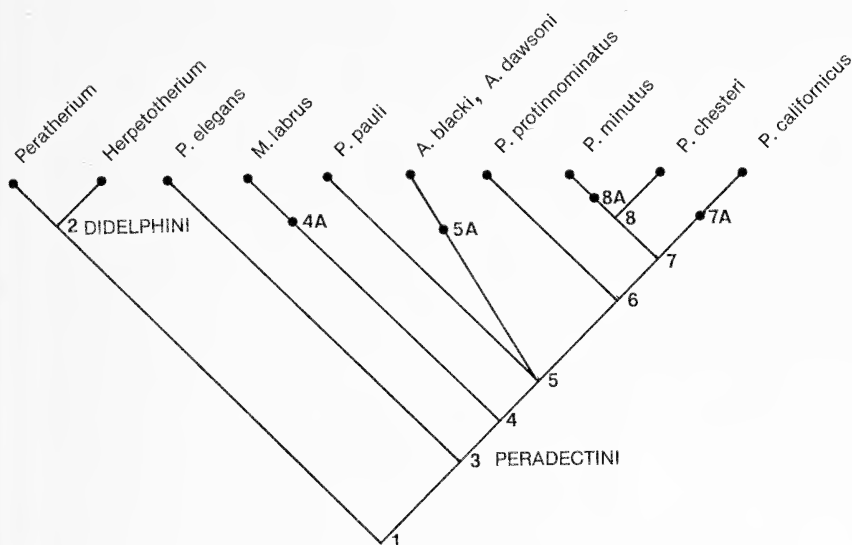 Peratherium
Herpetotherium
P. elegans
M. labrus
P. pauli
A. blacki, A. dawsoni
P. protinnominatus
P. minutus
P. chesteri
P. californicus
2 DIDELPHINI
4A
5A
8A
8
7A
7
6
5
4
3 PERADECTINI
1